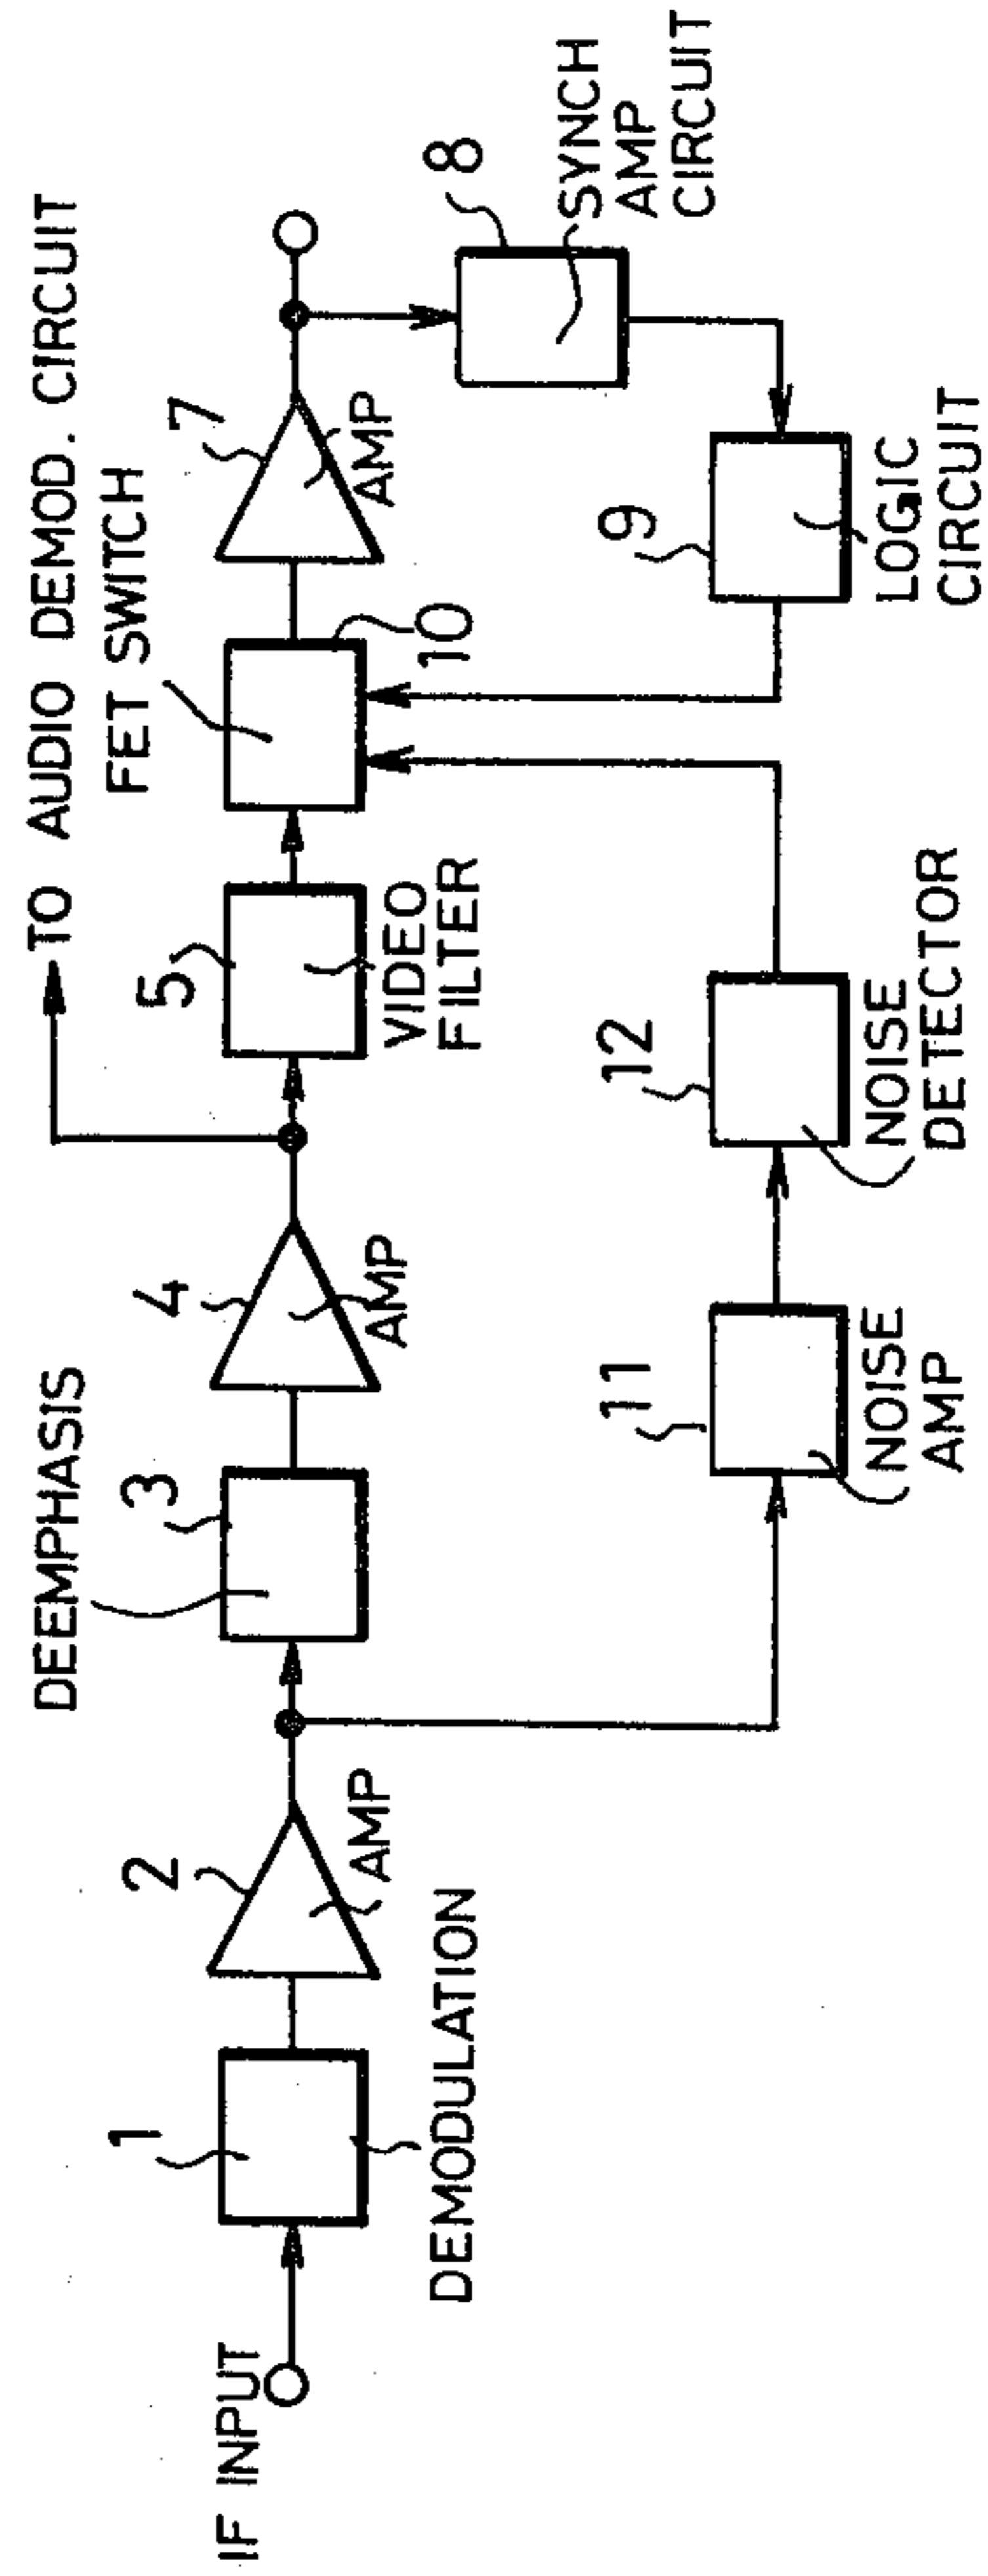 TO AUDIO DEMOD. CIRCUIT
DEEMPHASIS
FET SWITCH
1
2
3
4
5
7
IF INPUT
DEMODULATION
AMP
AMP
VIDEO
FILTER
10
AMP
8
SYNCH
AMP
CIRCUIT
11
12
9
NOISE
AMP
NOISE
DETECTOR
LOGIC
CIRCUIT